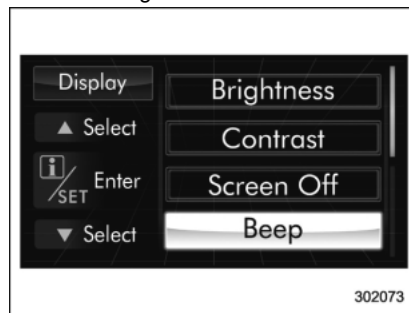 Display
Brightness
▲ Select
Contrast
i/SET Enter
Screen Off
▼ Select
Beep
302073